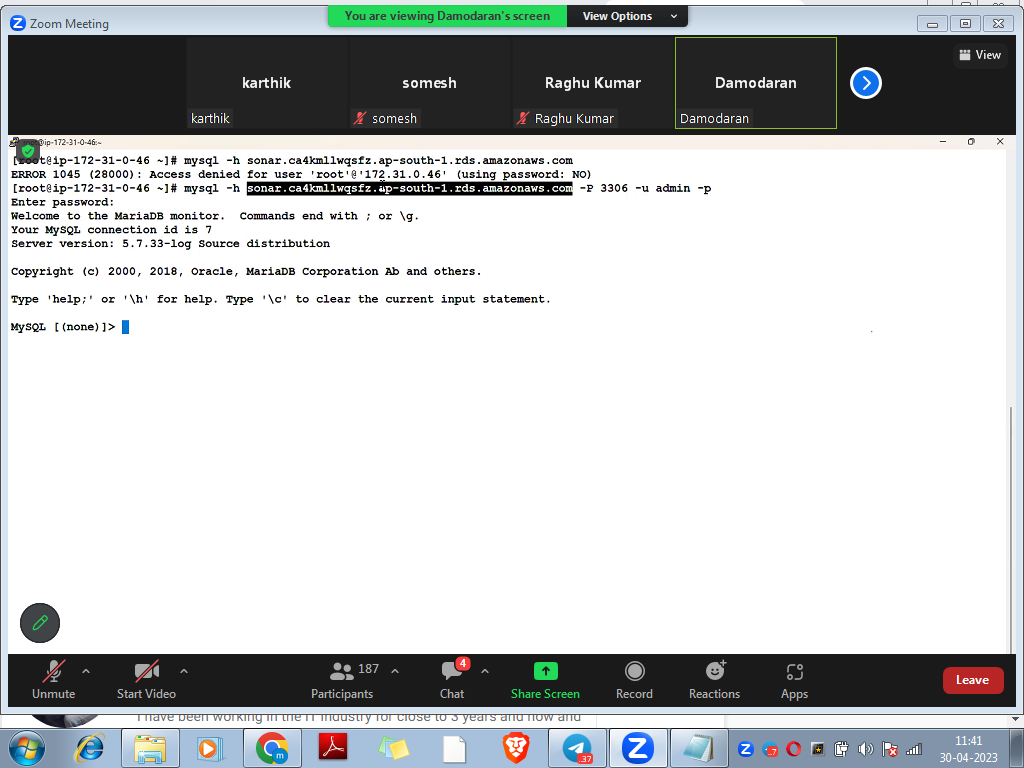 You are viewing Damodaran's screen
View Options
Zoom Meeting
karthik
somesh
Raghu Kumar
Damodaran
View
karthik
somesh
Raghu Kumar
Damodaran
root@ip-172-31-0-46:~
[root@ip-172-31-0-46 ~]# mysql -h sonar.ca4kmllwqsfz.ap-south-1.rds.amazonaws.com
ERROR 1045 (28000): Access denied for user 'root'@'172.31.0.46' (using password: NO)
[root@ip-172-31-0-46 ~]# mysql -h sonar.ca4kmllwqsfz.ap-south-1.rds.amazonaws.com -P 3306 -u admin -p
Enter password:
Welcome to the MariaDB monitor.  Commands end with ; or \g.
Your MySQL connection id is 7
Server version: 5.7.33-log Source distribution
Copyright (c) 2000, 2018, Oracle, MariaDB Corporation Ab and others.
Type 'help;' or '\h' for help. Type '\c' to clear the current input statement.
MySQL [(none)]>
187
4
Unmute
Start Video
Participants
Chat
Share Screen
Record
Reactions
Apps
Leave
I have been working in the IT industry for close to 3 years and now and
11:41
30-04-2023